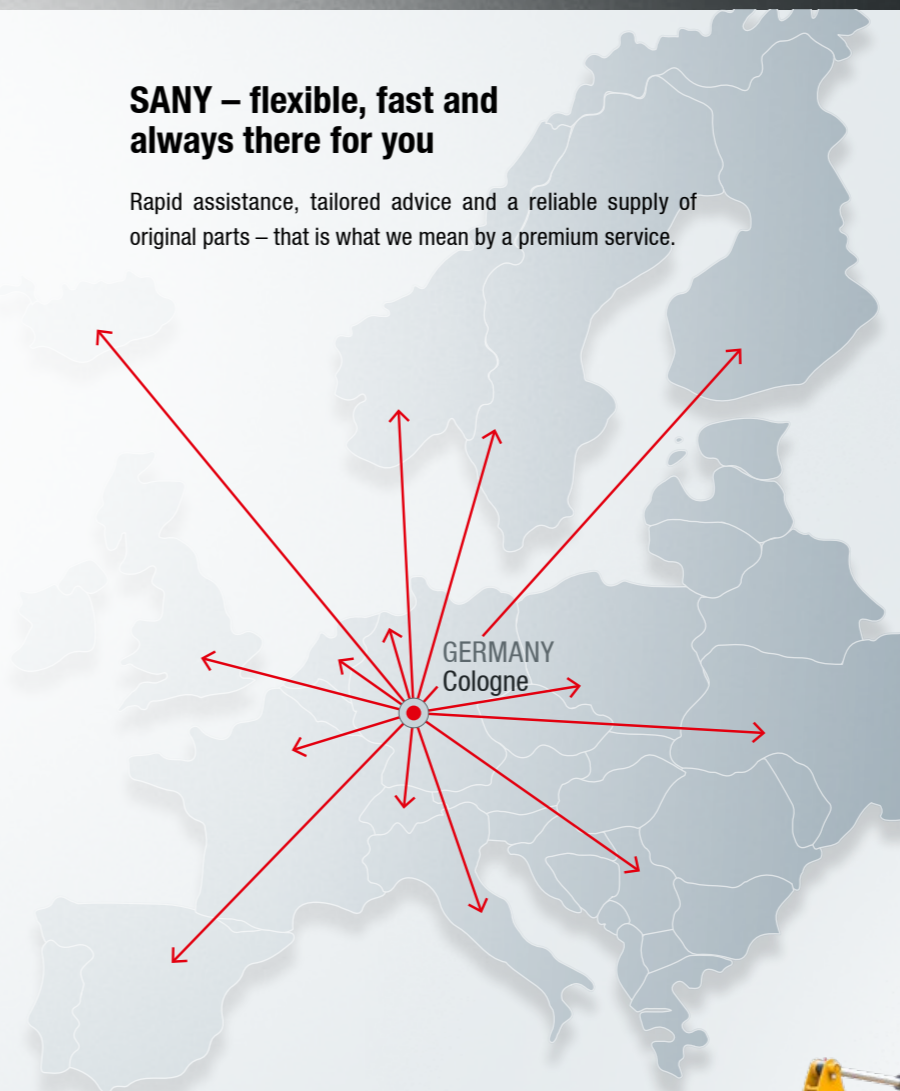 SANY – flexible, fast and
always there for you
Rapid assistance, tailored advice and a reliable supply of
original parts – that is what we mean by a premium service.
GERMANY
Cologne